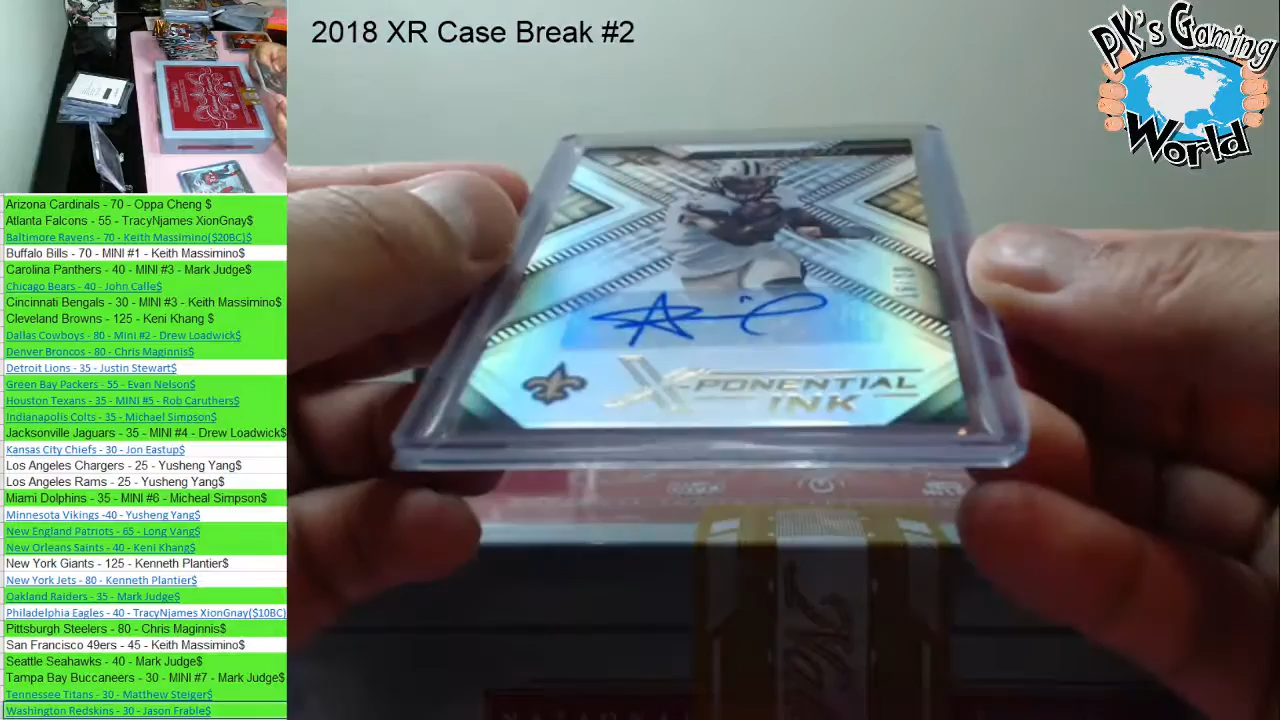 2018 XR Case Break #2
PK's Gaming
World
Arizona Cardinals - 70 - Oppa Cheng $
Atlanta Falcons - 55 - TracyNjames XionGnay$
Baltimore Ravens - 70 - Keith Massimino($20BC)$
Buffalo Bills - 70 - MINI #1 - Keith Massimino$
Carolina Panthers - 40 - MINI #3 - Mark Judge$
Chicago Bears - 40 - John Calle$
Cincinnati Bengals - 30 - MINI #3 - Keith Massimino$
Cleveland Browns - 125 - Keni Khang $
Dallas Cowboys - 80 - Mini #2 - Drew Loadwick$
Denver Broncos - 80 - Chris Maginnis$
Detroit Lions - 35 - Justin Stewart$
Green Bay Packers - 55 - Evan Nelson$
Houston Texans - 35 - MINI #5 - Rob Caruthers$
Indianapolis Colts - 35 - Michael Simpson$
Jacksonville Jaguars - 35 - MINI #4 - Drew Loadwick$
Kansas City Chiefs - 30 - Jon Eastup$
Los Angeles Chargers - 25 - Yusheng Yang$
Los Angeles Rams - 25 - Yusheng Yang$
Miami Dolphins - 35 - MINI #6 - Micheal Simpson$
Minnesota Vikings -40 - Yusheng Yang$
New England Patriots - 65 - Long Vang$
New Orleans Saints - 40 - Keni Khang$
New York Giants - 125 - Kenneth Plantier$
New York Jets - 80 - Kenneth Plantier$
Oakland Raiders - 35 - Mark Judge$
Philadelphia Eagles - 40 - TracyNjames XionGnay($10BC)
Pittsburgh Steelers - 80 - Chris Maginnis$
San Francisco 49ers - 45 - Keith Massimino$
Seattle Seahawks - 40 - Mark Judge$
Tampa Bay Buccaneers - 30 - MINI #7 - Mark Judge$
Tennessee Titans - 30 - Matthew Steiger$
Washington Redskins - 30 - Jason Frable$
X-PONENTIAL
INK